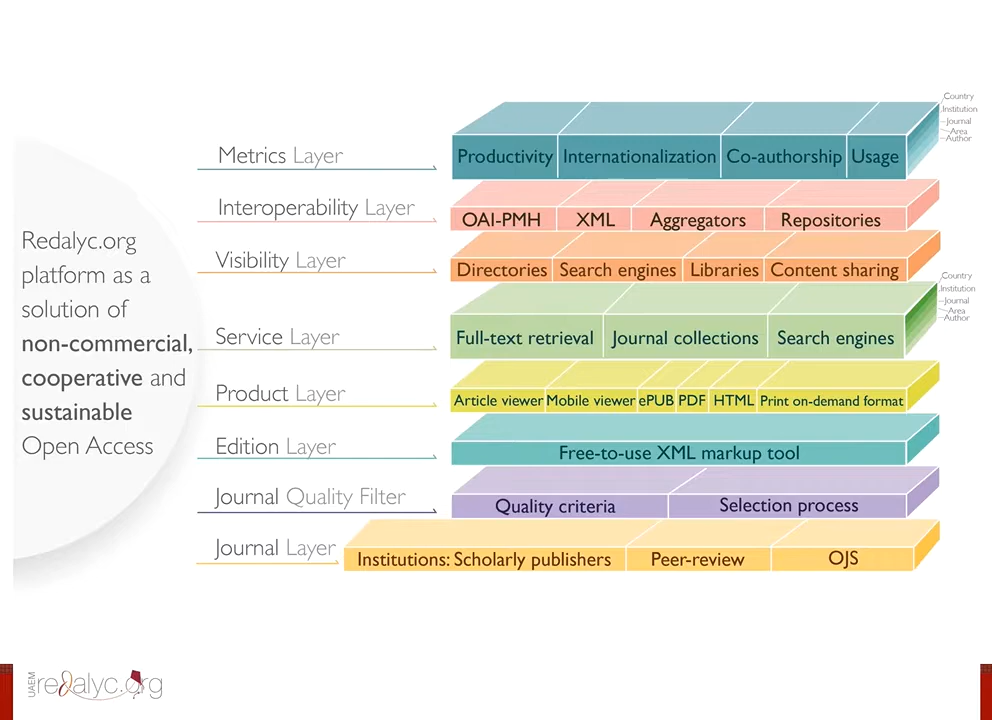 Redalyc.org
platform as a
solution of
non-commercial,
cooperative and
sustainable
Open Access
Metrics Layer
Productivity Internationalization Co-authorship Usage
Country
Institution
Journal
Area
Author
Interoperability Layer
OAI-PMH XML Aggregators Repositories
Visibility Layer
Directories Search engines Libraries Content sharing
Service Layer
Full-text retrieval Journal collections Search engines
Country
Institution
Journal
Area
Author
Product Layer
Article viewer Mobile viewer ePUB PDF HTML Print on-demand format
Edition Layer
Free-to-use XML markup tool
Journal Quality Filter
Quality criteria Selection process
Journal Layer
Institutions: Scholarly publishers Peer-review OJS
UAEM
redalyc.org